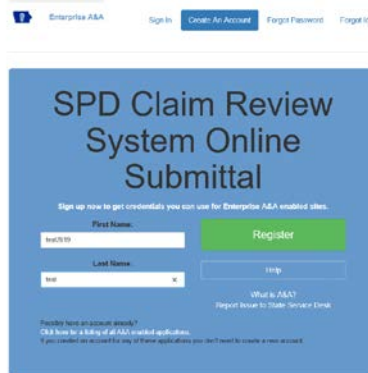 Enterprise A&A
Sign In
Create An Account
Forgot Password
Forgot Id
SPD Claim Review
System Online
Submittal
Sign up now to get credentials you can use for Enterprise A&A enabled sites.
First Name:
Register
Last Name:
test
x
Help
What is A&A?
Report Issue to State Service Desk
Possibly have an account already?
Click here for a listing of all A&A enabled applications.
If you created an account for any of these applications you don't need to create a new account.